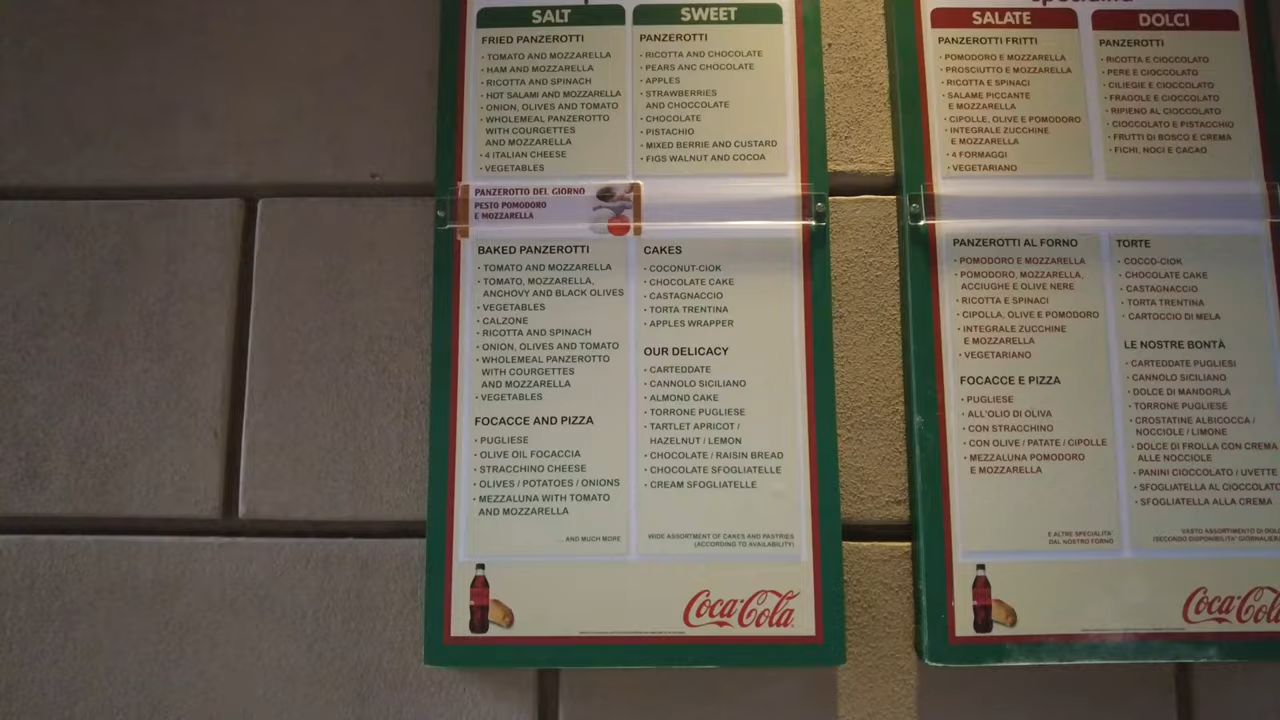 SALT
FRIED PANZEROTTI
· TOMATO AND MOZZARELLA
· HAM AND MOZZARELLA
· RICOTTA AND SPINACH
· HOT SALAMI AND MOZZARELLA
· ONION, OLIVES AND TOMATO
· WHOLEMEAL PANZEROTTO
WITH COURGETTES
AND MOZZARELLA
· 4 ITALIAN CHEESE
· VEGETABLES
SWEET
PANZEROTTI
· RICOTTA AND CHOCOLATE
· PEARS ANC CHOCOLATE
· APPLES
· STRAWBERRIES
AND CHOCCOLATE
· CHOCOLATE
· PISTACHIO
· MIXED BERRIE AND CUSTARD
· FIGS WALNUT AND COCOA
PANZEROTTO DEL GIORNO
PESTO POMODORO
E MOZZARELLA
BAKED PANZEROTTI
· TOMATO AND MOZZARELLA
· TOMATO, MOZZARELLA,
ANCHOVY AND BLACK OLIVES
· VEGETABLES
· CALZONE
· RICOTTA AND SPINACH
· ONION, OLIVES AND TOMATO
· WHOLEMEAL PANZEROTTO
WITH COURGETTES
AND MOZZARELLA
· VEGETABLES
FOCACCE AND PIZZA
· PUGLIESE
· OLIVE OIL FOCACCIA
· STRACCHINO CHEESE
· OLIVES / POTATOES / ONIONS
· MEZZALUNA WITH TOMATO
AND MOZZARELLA
... AND MUCH MORE
CAKES
· COCONUT-CIOK
· CHOCOLATE CAKE
· CASTAGNACCIO
· TORTA TRENTINA
· APPLES WRAPPER
OUR DELICACY
· CARTEDDATE
· CANNOLO SICILIANO
· ALMOND CAKE
· TORRONE PUGLIESE
· TARTLET APRICOT /
HAZELNUT / LEMON
· CHOCOLATE / RAISIN BREAD
· CHOCOLATE SFOGLIATELLE
· CREAM SFOGLIATELLE
WIDE ASSORTMENT OF CAKES AND PASTRIES
(ACCORDING TO AVAILABILITY)
Coca-Cola
SALATE
PANZEROTTI FRITTI
· POMODORO E MOZZARELLA
· PROSCIUTTO E MOZZARELLA
· RICOTTA E SPINACI
· SALAME PICCANTE
E MOZZARELLA
· CIPOLLE, OLIVE E POMODORO
· INTEGRALE ZUCCHINE
E MOZZARELLA
· 4 FORMAGGI
· VEGETARIANO
DOLCI
PANZEROTTI
· RICOTTA E CIOCCOLATO
· PERE E CIOCCOLATO
· CILIEGIE E CIOCCOLATO
· FRAGOLE E CIOCCOLATO
· RIPIENO AL CIOCCOLATO
· CIOCCOLATO E PISTACCHIO
· FRUTTI DI BOSCO E CREMA
· FICHI, NOCI E CACAO
PANZEROTTI AL FORNO
· POMODORO E MOZZARELLA
· POMODORO, MOZZARELLA,
ACCIUGHE E OLIVE NERE
· RICOTTA E SPINACI
· CIPOLLA, OLIVE E POMODORO
· INTEGRALE ZUCCHINE
E MOZZARELLA
· VEGETARIANO
FOCACCE E PIZZA
· PUGLIESE
· ALL'OLIO DI OLIVA
· CON STRACCHINO
· CON OLIVE / PATATE / CIPOLLE
· MEZZALUNA POMODORO
E MOZZARELLA
E ALTRE SPECIALITA'
DAL NOSTRO FORNO
TORTE
· COCCO-CIOK
· CHOCOLATE CAKE
· CASTAGNACCIO
· TORTA TRENTINA
· CARTOCCIO DI MELA
LE NOSTRE BONTÀ
· CARTEDDATE PUGLIESI
· CANNOLO SICILIANO
· DOLCE DI MANDORLA
· TORRONE PUGLIESE
· CROSTATINE ALBICOCCA /
NOCCIOLE / LIMONE
· DOLCE DI FROLLA CON CREMA
ALLE NOCCIOLE
· PANINI CIOCCOLATO / UVETTE
· SFOGLIATELLA AL CIOCCOLATO
· SFOGLIATELLA ALLA CREMA
VASTO ASSORTIMENTO DI
(SECONDO DISPONIBILITA'
Coca-Cola